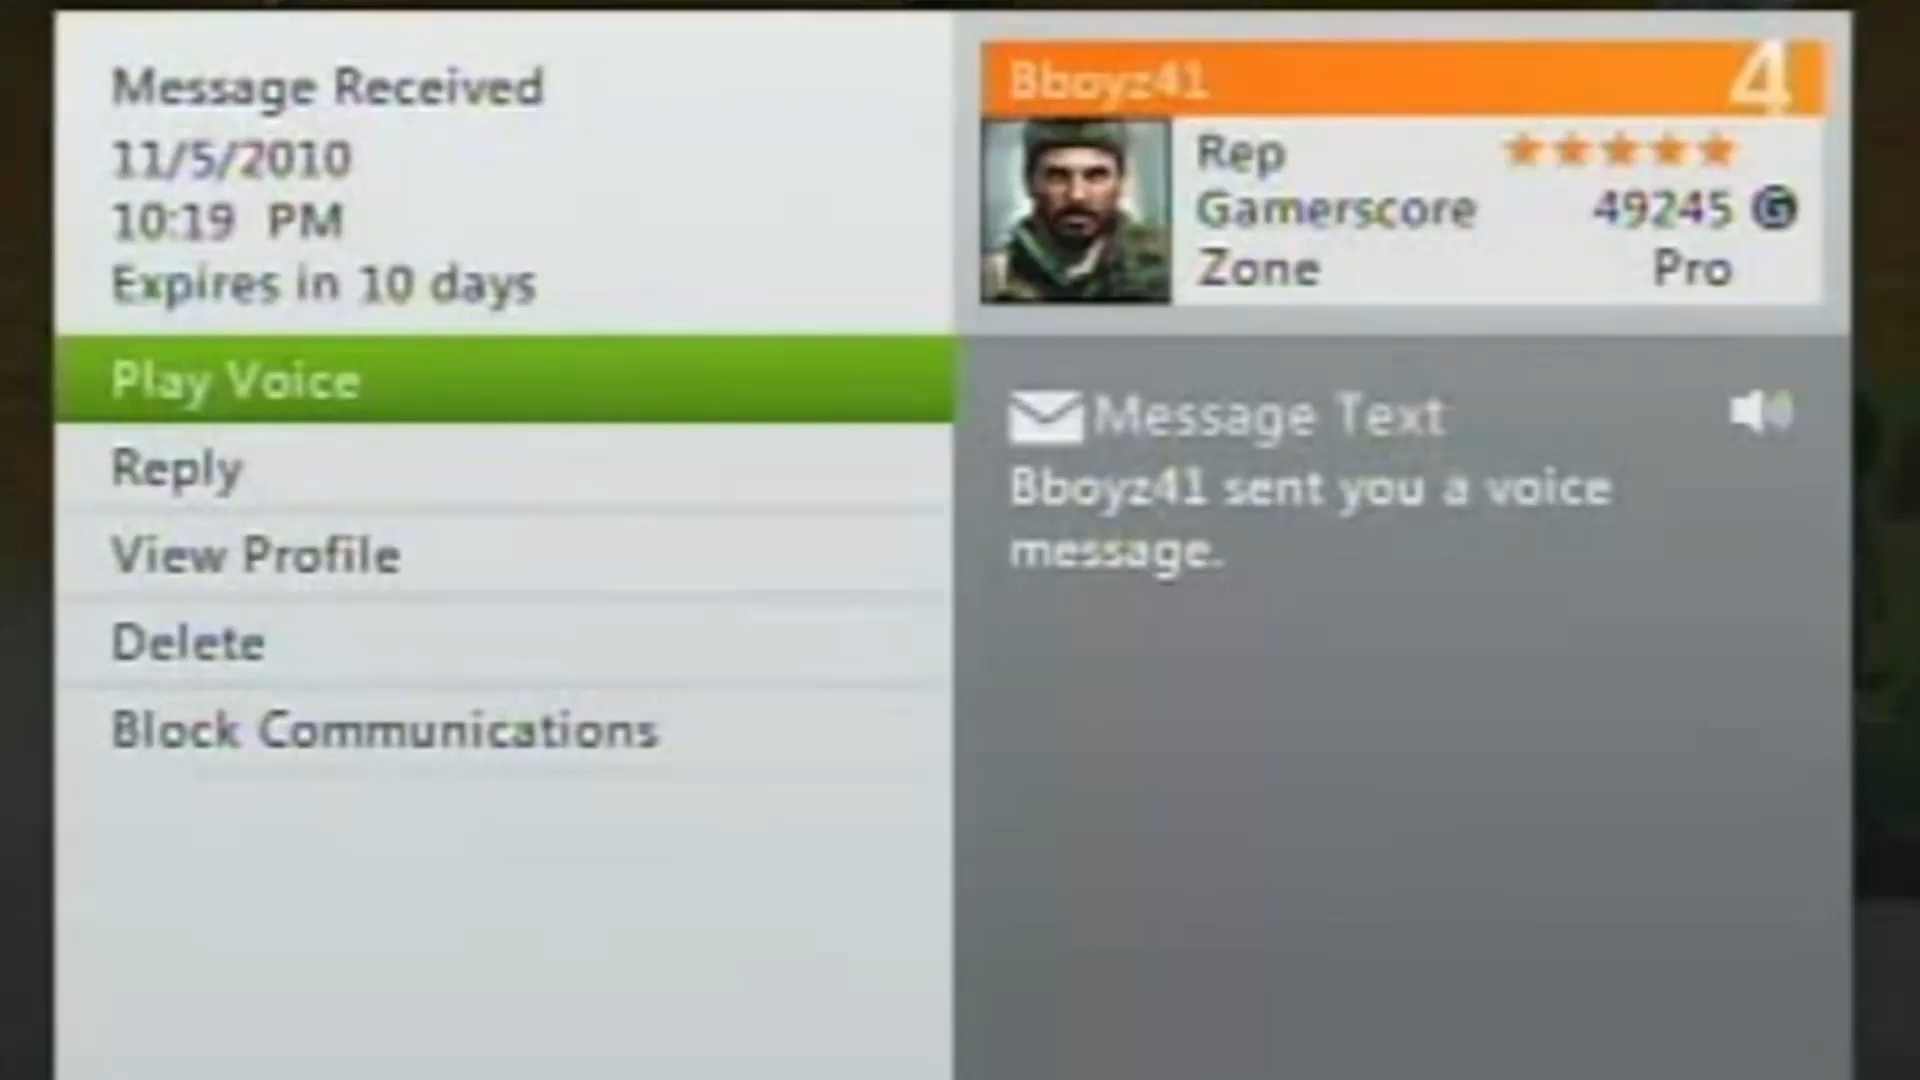 Message Received
11/5/2010
10:19 PM
Expires in 10 days
Play Voice
Reply
View Profile
Delete
Block Communications
Bboyz41 4
Rep
Gamerscore 49245 G
Zone Pro
Message Text
Bboyz41 sent you a voice
message.